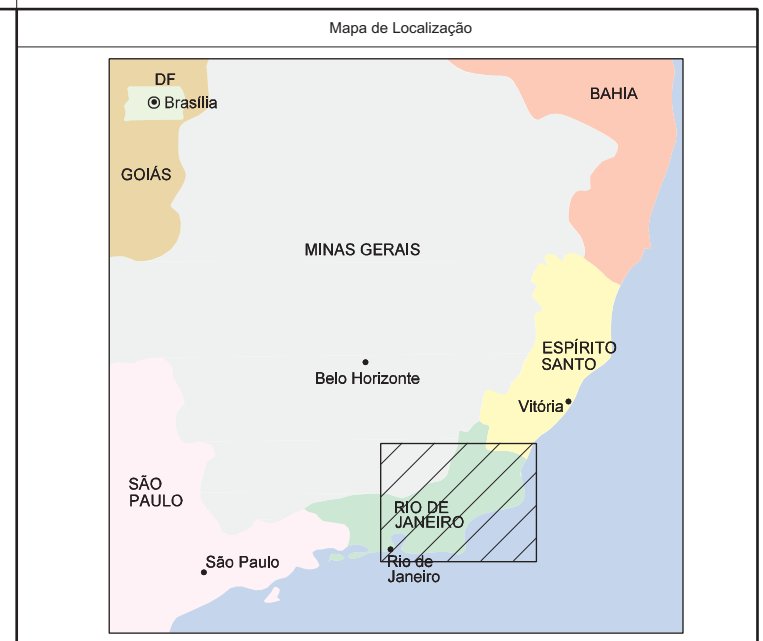 Mapa de Localização
DF
Brasília
BAHIA
GOIÁS
MINAS GERAIS
ESPÍRITO
SANTO
Belo Horizonte
Vitória
SÃO
PAULO
RIO DE
JANEIRO
São Paulo
Rio de
Janeiro